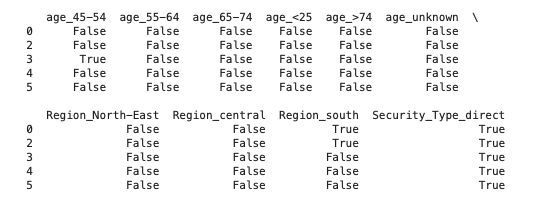 age_45-54 age_55-64 age_65-74 age_<25 age_>74 age_unknown \
0 False False False False False False
2 False False False False False False
3 True False False False False False
4 False False False False False False
5 False False False False False False
Region_North-East Region_central Region_south Security_Type_direct
0 False False True True
2 False False True True
3 False False False True
4 False False False True
5 False False False True